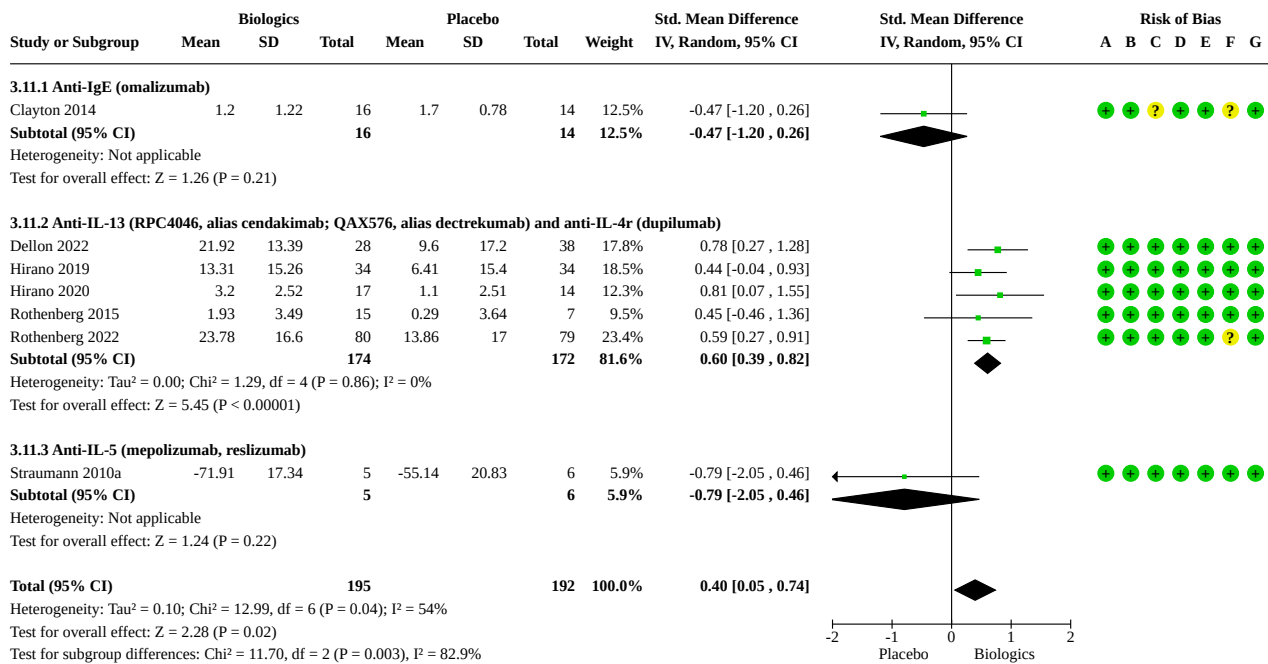 Biologics Placebo Std. Mean Difference Std. Mean Difference Risk of Bias
Study or Subgroup Mean SD Total Mean SD Total Weight IV, Random, 95% CI IV, Random, 95% CI A B C D E F G
3.11.1 Anti-IgE (omalizumab)
Clayton 2014 1.2 1.22 16 1.7 0.78 14 12.5% -0.47 [-1.20 , 0.26] + + ? + + ? +
Subtotal (95% CI) 16 14 12.5% -0.47 [-1.20 , 0.26]
Heterogeneity: Not applicable
Test for overall effect: Z = 1.26 (P = 0.21)
3.11.2 Anti-IL-13 (RPC4046, alias cendakimab; QAX576, alias dectrekumab) and anti-IL-4r (dupilumab)
Dellon 2022 21.92 13.39 28 9.6 17.2 38 17.8% 0.78 [0.27 , 1.28] + + + + + + +
Hirano 2019 13.31 15.26 34 6.41 15.4 34 18.5% 0.44 [-0.04 , 0.93] + + + + + + +
Hirano 2020 3.2 2.52 17 1.1 2.51 14 12.3% 0.81 [0.07 , 1.55] + + + + + + +
Rothenberg 2015 1.93 3.49 15 0.29 3.64 7 9.5% 0.45 [-0.46 , 1.36] + + + + + + +
Rothenberg 2022 23.78 16.6 80 13.86 17 79 23.4% 0.59 [0.27 , 0.91] + + + + + ? +
Subtotal (95% CI) 174 172 81.6% 0.60 [0.39 , 0.82]
Heterogeneity: Tau² = 0.00; Chi² = 1.29, df = 4 (P = 0.86); I² = 0%
Test for overall effect: Z = 5.45 (P < 0.00001)
3.11.3 Anti-IL-5 (mepolizumab, reslizumab)
Straumann 2010a -71.91 17.34 5 -55.14 20.83 6 5.9% -0.79 [-2.05 , 0.46] + + + + + + +
Subtotal (95% CI) 5 6 5.9% -0.79 [-2.05 , 0.46]
Heterogeneity: Not applicable
Test for overall effect: Z = 1.24 (P = 0.22)
Total (95% CI) 195 192 100.0% 0.40 [0.05 , 0.74]
Heterogeneity: Tau² = 0.10; Chi² = 12.99, df = 6 (P = 0.04); I² = 54%
Test for overall effect: Z = 2.28 (P = 0.02) -2 -1 0 1 2
Test for subgroup differences: Chi² = 11.70, df = 2 (P = 0.003), I² = 82.9% Placebo Biologics